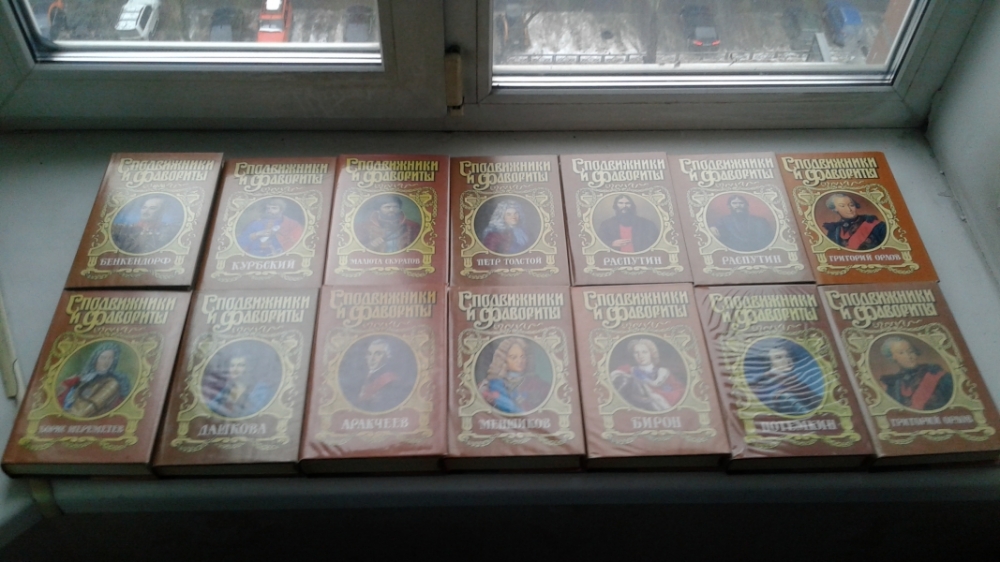 Сподвижники
и Фавориты
БЕНКЕНДОРФ
Сподвижники
и Фавориты
КУРБСКИЙ
Сподвижники
и Фавориты
МАЛЮТА СКУРАТОВ
Сподвижники
и Фавориты
ПЕТР ТОЛСТОЙ
Сподвижники
и Фавориты
РАСПУТИН
Сподвижники
и Фавориты
РАСПУТИН
Сподвижники
и Фавориты
ГРИГОРИЙ ОРЛОВ
Сподвижники
и Фавориты
БОРИС ШЕРЕМЕТЕВ
Сподвижники
и Фавориты
ДАШКОВА
Сподвижники
и Фавориты
АРАКЧЕЕВ
Сподвижники
и Фавориты
МЕНШИКОВ
Сподвижники
и Фавориты
БИРОН
Сподвижники
и Фавориты
ПОТЕМКИН
Сподвижники
и Фавориты
ГРИГОРИЙ ОРЛОВ